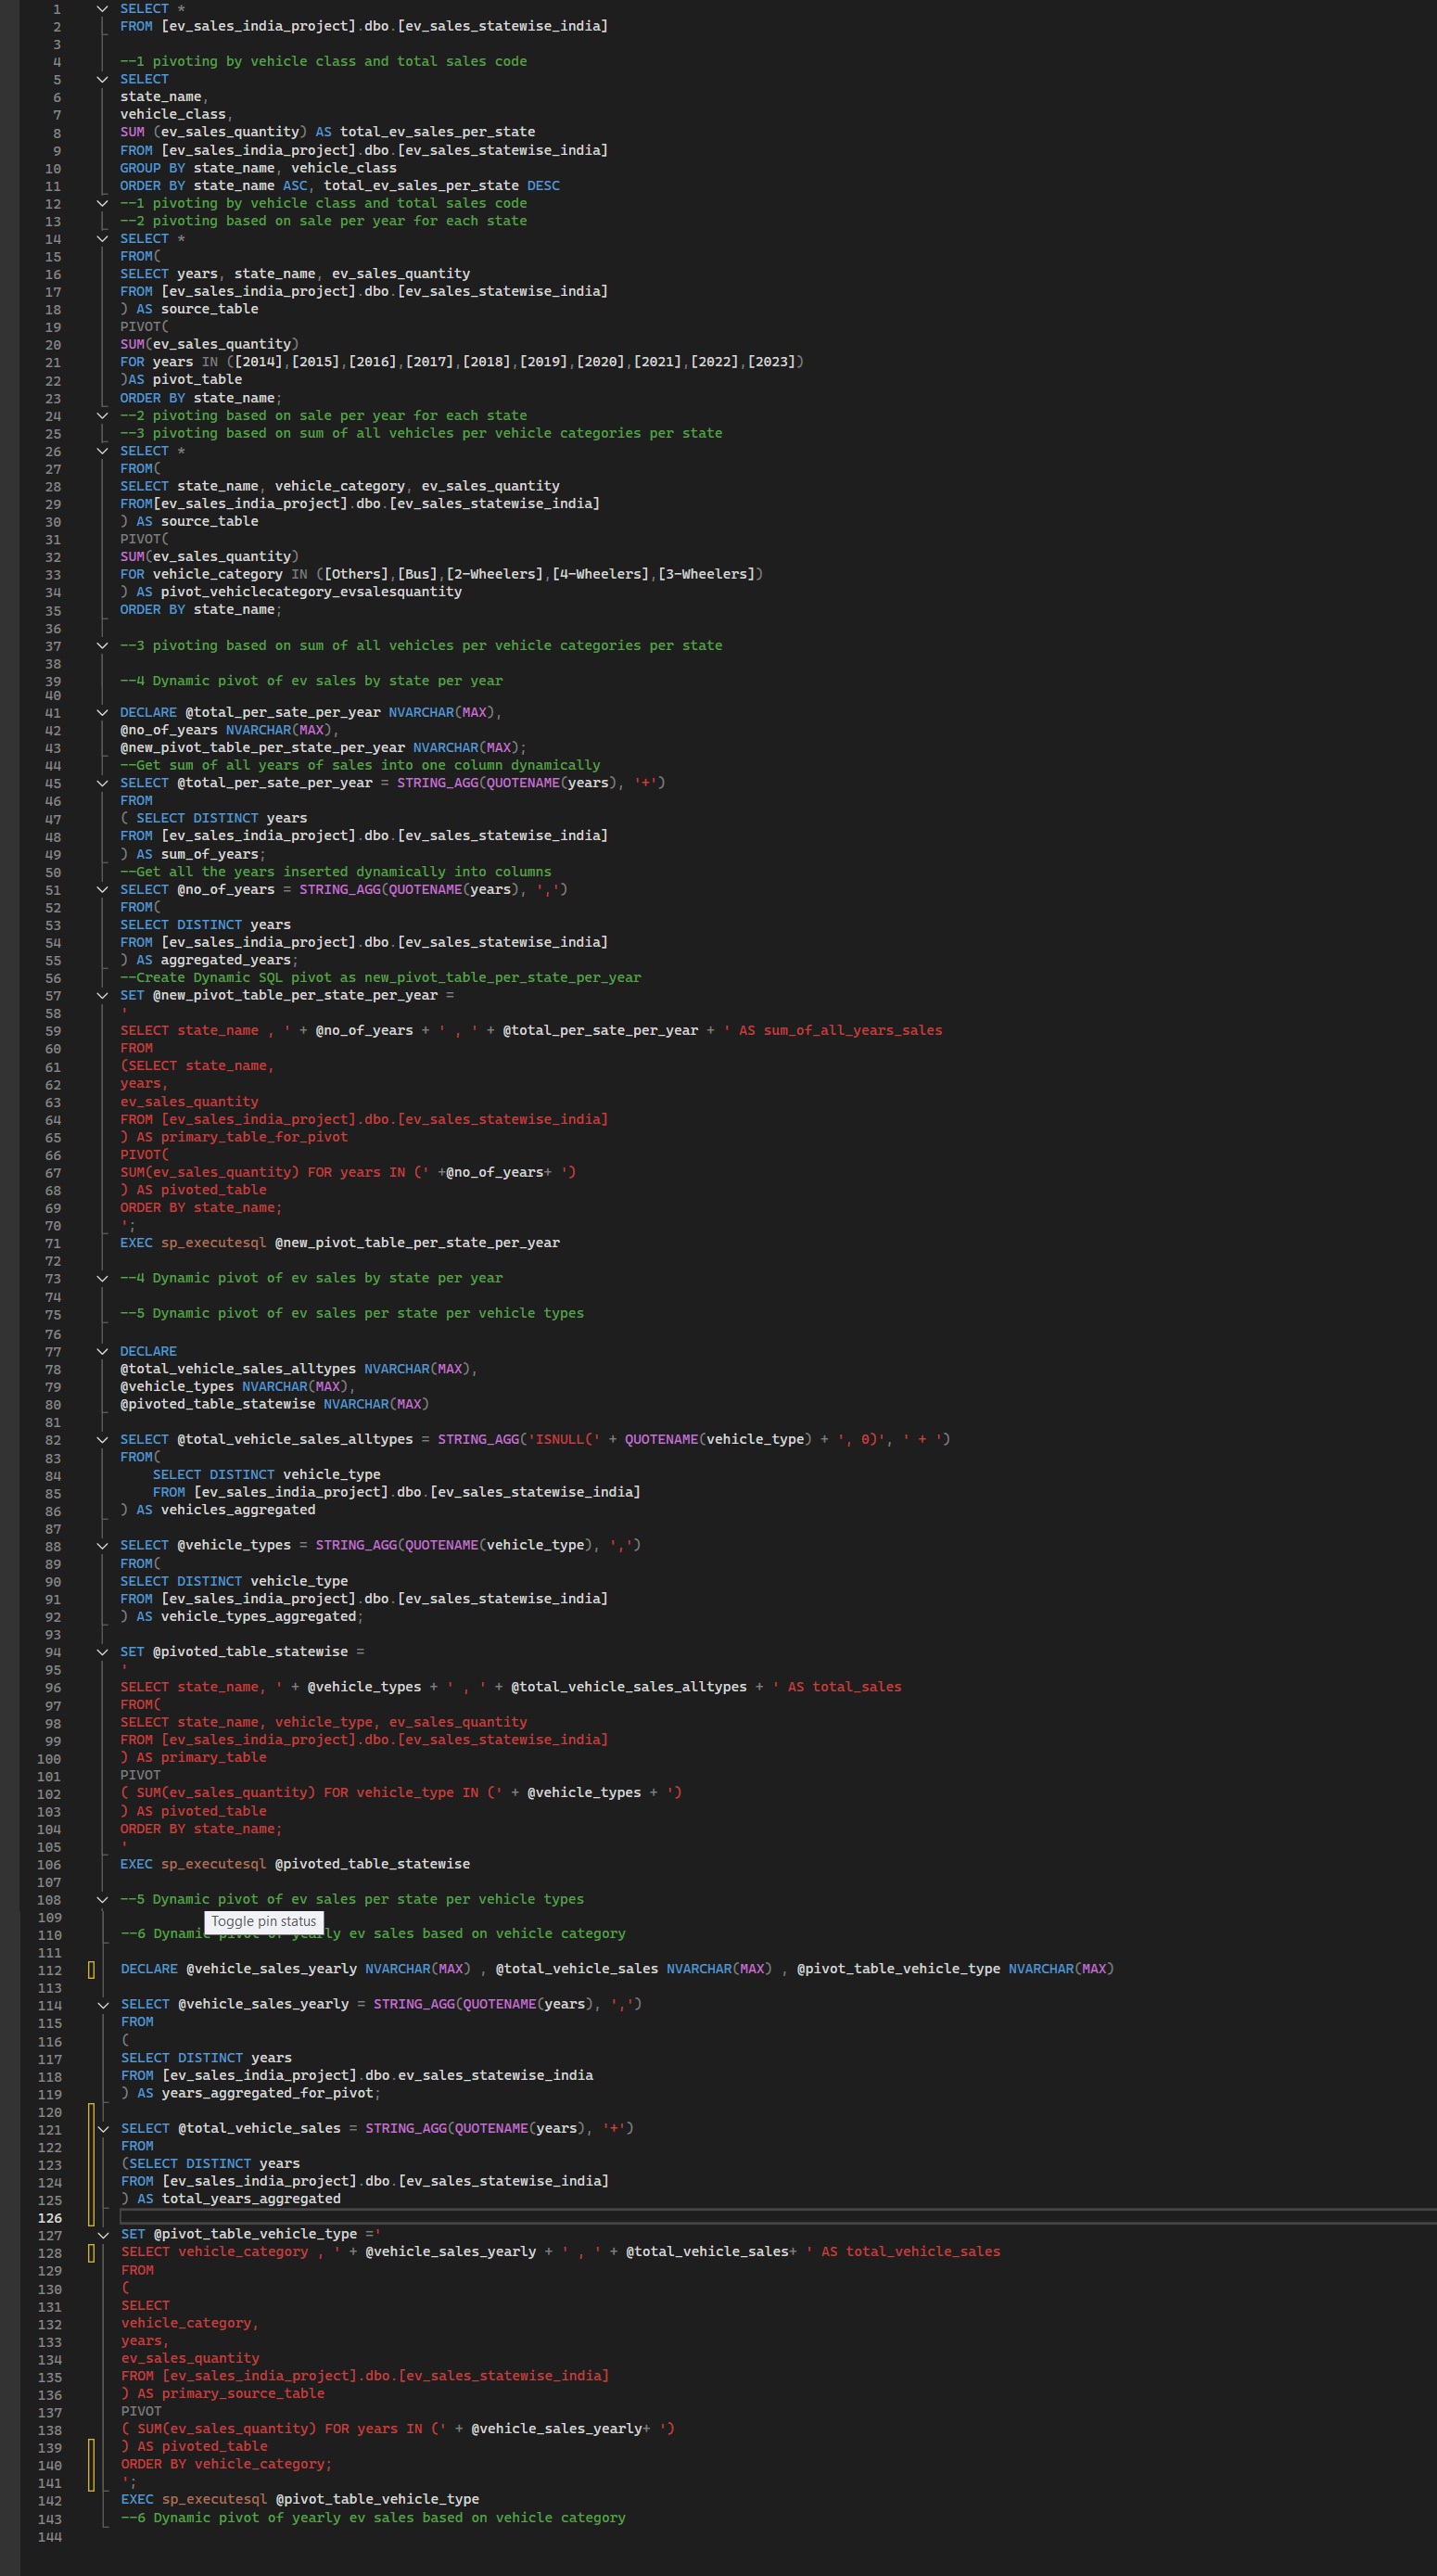 1 SELECT *
2 FROM [ev_sales_india_project].dbo.[ev_sales_statewise_india]
3
4 --1 pivoting by vehicle class and total sales code
5 SELECT
6 state_name,
7 vehicle_class,
8 SUM (ev_sales_quantity) AS total_ev_sales_per_state
9 FROM [ev_sales_india_project].dbo.[ev_sales_statewise_india]
10 GROUP BY state_name, vehicle_class
11 ORDER BY state_name ASC, total_ev_sales_per_state DESC
12 --1 pivoting by vehicle class and total sales code
13 --2 pivoting based on sale per year for each state
14 SELECT *
15 FROM(
16 SELECT years, state_name, ev_sales_quantity
17 FROM [ev_sales_india_project].dbo.[ev_sales_statewise_india]
18 ) AS source_table
19 PIVOT(
20 SUM(ev_sales_quantity)
21 FOR years IN ([2014],[2015],[2016],[2017],[2018],[2019],[2020],[2021],[2022],[2023])
22 )AS pivot_table
23 ORDER BY state_name;
24 --2 pivoting based on sale per year for each state
25 --3 pivoting based on sum of all vehicles per vehicle categories per state
26 SELECT *
27 FROM(
28 SELECT state_name, vehicle_category, ev_sales_quantity
29 FROM[ev_sales_india_project].dbo.[ev_sales_statewise_india]
30 ) AS source_table
31 PIVOT(
32 SUM(ev_sales_quantity)
33 FOR vehicle_category IN ([Others],[Bus],[2-Wheelers],[4-Wheelers],[3-Wheelers])
34 ) AS pivot_vehiclecategory_evsalesquantity
35 ORDER BY state_name;
36
37 --3 pivoting based on sum of all vehicles per vehicle categories per state
38
39 --4 Dynamic pivot of ev sales by state per year
40
41 DECLARE @total_per_sate_per_year NVARCHAR(MAX),
42 @no_of_years NVARCHAR(MAX),
43 @new_pivot_table_per_state_per_year NVARCHAR(MAX);
44 --Get sum of all years of sales into one column dynamically
45 SELECT @total_per_sate_per_year = STRING_AGG(QUOTENAME(years), '+')
46 FROM
47 ( SELECT DISTINCT years
48 FROM [ev_sales_india_project].dbo.[ev_sales_statewise_india]
49 ) AS sum_of_years;
50 --Get all the years inserted dynamically into columns
51 SELECT @no_of_years = STRING_AGG(QUOTENAME(years), ',')
52 FROM(
53 SELECT DISTINCT years
54 FROM [ev_sales_india_project].dbo.[ev_sales_statewise_india]
55 ) AS aggregated_years;
56 --Create Dynamic SQL pivot as new_pivot_table_per_state_per_year
57 SET @new_pivot_table_per_state_per_year =
58 '
59 SELECT state_name , ' + @no_of_years + ' , ' + @total_per_sate_per_year + ' AS sum_of_all_years_sales
60 FROM
61 (SELECT state_name,
62 years,
63 ev_sales_quantity
64 FROM [ev_sales_india_project].dbo.[ev_sales_statewise_india]
65 ) AS primary_table_for_pivot
66 PIVOT(
67 SUM(ev_sales_quantity) FOR years IN (' +@no_of_years+ ')
68 ) AS pivoted_table
69 ORDER BY state_name;
70 ';
71 EXEC sp_executesql @new_pivot_table_per_state_per_year
72
73 --4 Dynamic pivot of ev sales by state per year
74
75 --5 Dynamic pivot of ev sales per state per vehicle types
76
77 DECLARE
78 @total_vehicle_sales_alltypes NVARCHAR(MAX),
79 @vehicle_types NVARCHAR(MAX),
80 @pivoted_table_statewise NVARCHAR(MAX)
81
82 SELECT @total_vehicle_sales_alltypes = STRING_AGG('ISNULL(' + QUOTENAME(vehicle_type) + ', 0)', ' + ')
83 FROM(
84 SELECT DISTINCT vehicle_type
85 FROM [ev_sales_india_project].dbo.[ev_sales_statewise_india]
86 ) AS vehicles_aggregated
87
88 SELECT @vehicle_types = STRING_AGG(QUOTENAME(vehicle_type), ',')
89 FROM(
90 SELECT DISTINCT vehicle_type
91 FROM [ev_sales_india_project].dbo.[ev_sales_statewise_india]
92 ) AS vehicle_types_aggregated;
93
94 SET @pivoted_table_statewise =
95 '
96 SELECT state_name, ' + @vehicle_types + ' , ' + @total_vehicle_sales_alltypes + ' AS total_sales
97 FROM(
98 SELECT state_name, vehicle_type, ev_sales_quantity
99 FROM [ev_sales_india_project].dbo.[ev_sales_statewise_india]
100 ) AS primary_table
101 PIVOT
102 ( SUM(ev_sales_quantity) FOR vehicle_type IN (' + @vehicle_types + ')
103 ) AS pivoted_table
104 ORDER BY state_name;
105 '
106 EXEC sp_executesql @pivoted_table_statewise
107
108 --5 Dynamic pivot of ev sales per state per vehicle types
109
Toggle pin status
110 --6 Dynamic pivot of yearly ev sales based on vehicle category
111
112 DECLARE @vehicle_sales_yearly NVARCHAR(MAX) , @total_vehicle_sales NVARCHAR(MAX) , @pivot_table_vehicle_type NVARCHAR(MAX)
113
114 SELECT @vehicle_sales_yearly = STRING_AGG(QUOTENAME(years), ',')
115 FROM
116 (
117 SELECT DISTINCT years
118 FROM [ev_sales_india_project].dbo.ev_sales_statewise_india
119 ) AS years_aggregated_for_pivot;
120
121 SELECT @total_vehicle_sales = STRING_AGG(QUOTENAME(years), '+')
122 FROM
123 (SELECT DISTINCT years
124 FROM [ev_sales_india_project].dbo.[ev_sales_statewise_india]
125 ) AS total_years_aggregated
126
127 SET @pivot_table_vehicle_type ='
128 SELECT vehicle_category , ' + @vehicle_sales_yearly + ' , ' + @total_vehicle_sales+ ' AS total_vehicle_sales
129 FROM
130 (
131 SELECT
132 vehicle_category,
133 years,
134 ev_sales_quantity
135 FROM [ev_sales_india_project].dbo.[ev_sales_statewise_india]
136 ) AS primary_source_table
137 PIVOT
138 ( SUM(ev_sales_quantity) FOR years IN (' + @vehicle_sales_yearly+ ')
139 ) AS pivoted_table
140 ORDER BY vehicle_category;
141 ';
142 EXEC sp_executesql @pivot_table_vehicle_type
143 --6 Dynamic pivot of yearly ev sales based on vehicle category
144